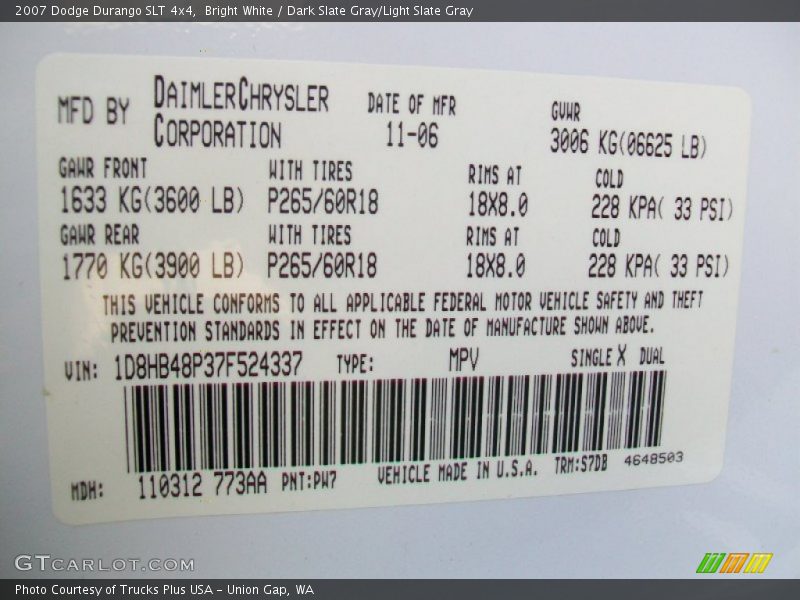 2007 Dodge Durango SLT 4x4,  Bright White / Dark Slate Gray/Light Slate Gray
MFD BY DAIMLERCHRYSLER CORPORATION DATE OF MFR 11-06 GVWR 3006 KG(06625 LB)
GAWR FRONT WITH TIRES RIMS AT COLD
1633 KG(3600 LB) P265/60R18 18X8.0 228 KPA( 33 PSI)
GAWR REAR WITH TIRES RIMS AT COLD
1770 KG(3900 LB) P265/60R18 18X8.0 228 KPA( 33 PSI)
THIS VEHICLE CONFORMS TO ALL APPLICABLE FEDERAL MOTOR VEHICLE SAFETY AND THEFT
PREVENTION STANDARDS IN EFFECT ON THE DATE OF MANUFACTURE SHOWN ABOVE.
VIN: 1D8HB48P37F524337 TYPE: MPV SINGLE X DUAL
MDH: 110312 773AA PNT:PW7 VEHICLE MADE IN U.S.A. TRM:S7DB 4648503
GTCARLOT.COM
Photo Courtesy of Trucks Plus USA – Union Gap, WA